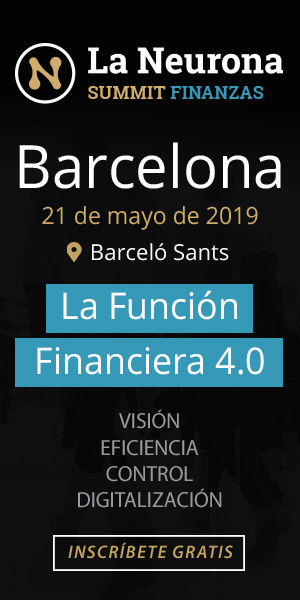 N
La Neurona
SUMMIT FINANZAS
Barcelona
21 de mayo de 2019
Barceló Sants
La Función
Financiera 4.0
VISIÓN
EFICIENCIA
CONTROL
DIGITALIZACIÓN
INSCRÍBETE GRATIS